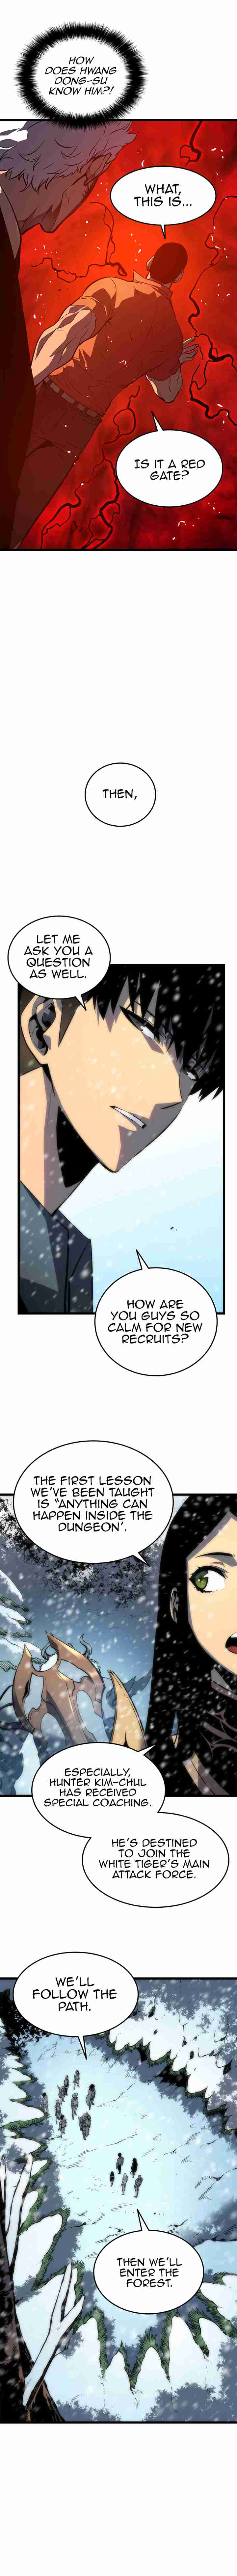 HOW
DOES HWANG
DONG-SU
KNOW HIM?!
WHAT,
THIS IS...
IS IT A RED
GATE?
THEN,
LET ME
ASK YOU A
QUESTION
AS WELL.
HOW ARE
YOU GUYS SO
CALM FOR NEW
RECRUITS?
THE FIRST LESSON
WE'VE BEEN TAUGHT
IS "ANYTHING CAN
HAPPEN INSIDE THE
DUNGEON'.
ESPECIALLY,
HUNTER KIM-CHUL
HAS RECEIVED
SPECIAL COACHING.
HE'S DESTINED
TO JOIN THE
WHITE TIGER'S MAIN
ATTACK FORCE.
WE'LL
FOLLOW THE
PATH.
THEN WE'LL
ENTER THE
FOREST.